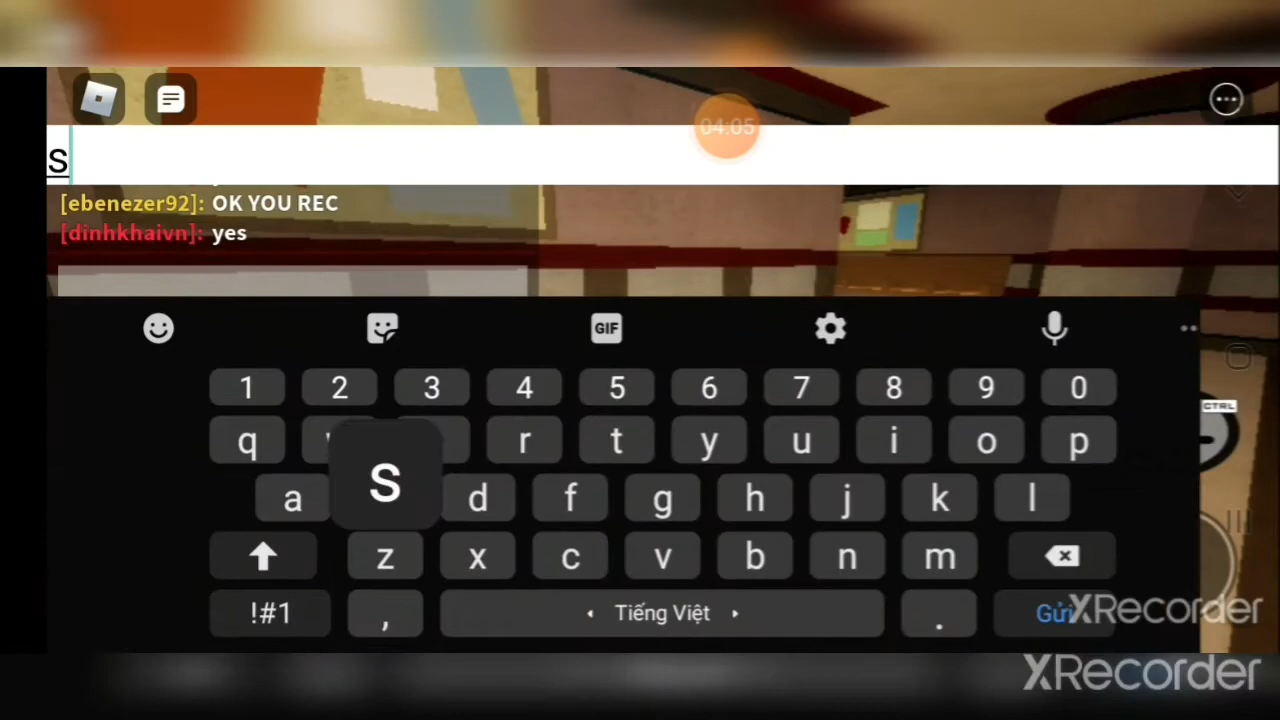 04:05
S
[ebenezer92]: OK YOU REC
[dinhkhaivn]: yes
GIF
1 2 3 4 5 6 7 8 9 0
CTRL
q r t y u i o p
a s d f g h j k l
z x c v b n m
!#1 , Tiếng Việt . Gửi
XRecorder
XRecorder